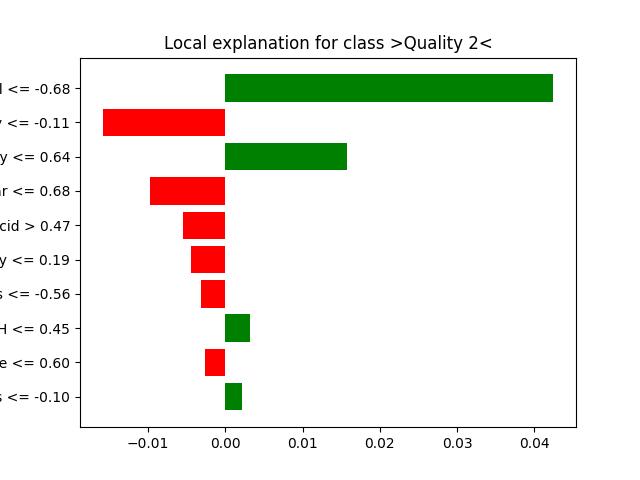 Local explanation for class >Quality 2<
l <= -0.68
y <= -0.11
y <= 0.64
ar <= 0.68
cid > 0.47
y <= 0.19
s <= -0.56
H <= 0.45
e <= 0.60
s <= -0.10
−0.01 0.00 0.01 0.02 0.03 0.04